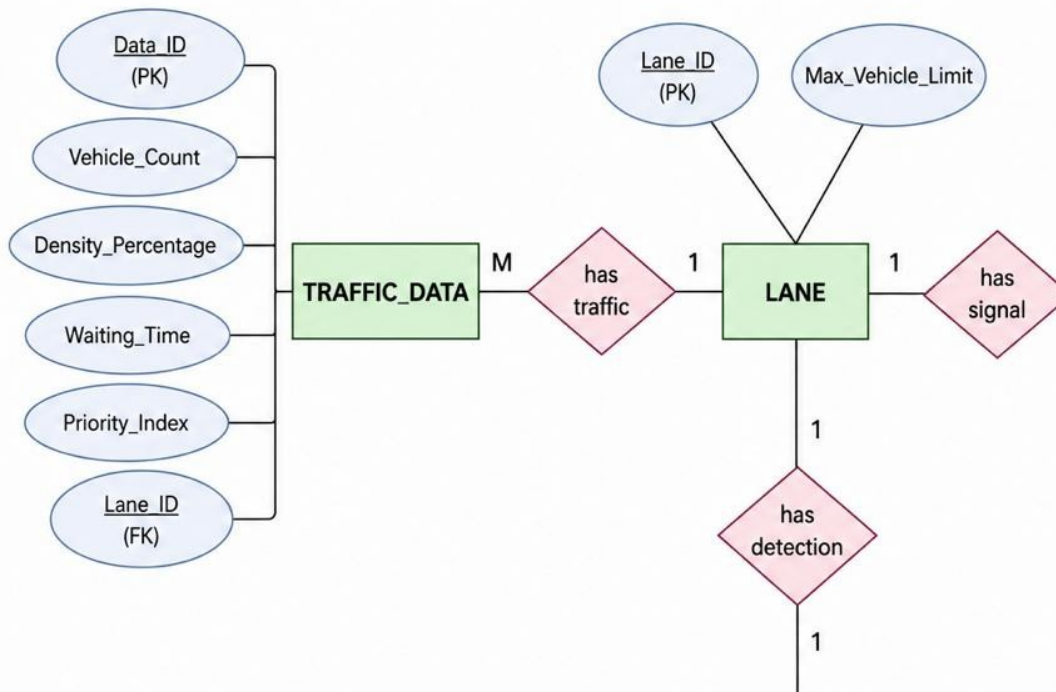 Data_ID
(PK)
Vehicle_Count
Density_Percentage
Waiting_Time
Priority_Index
Lane_ID
(FK)
TRAFFIC_DATA
M
has
traffic
1
Lane_ID
(PK)
Max_Vehicle_Limit
LANE
1
has
signal
1
has
detection
1